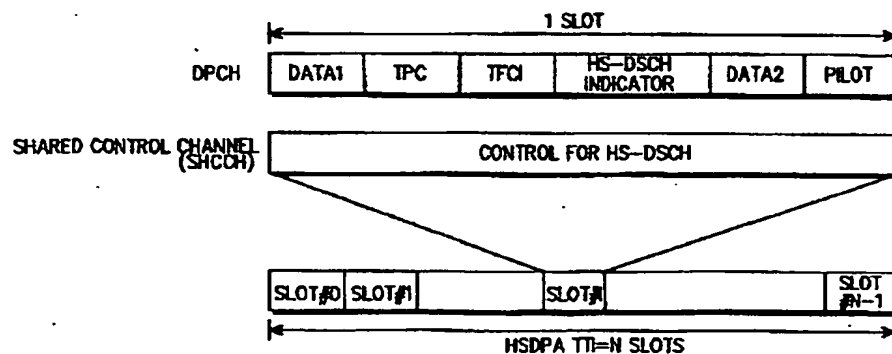 1 SLOT
DPCH
DATA1
TPC
TFCI
HS-DSCH
INDICATOR
DATA2
PILOT
SHARED CONTROL CHANNEL
(SHCCH)
CONTROL FOR HS-DSCH
SLOT#0
SLOT#1
SLOT#i
SLOT
#N-1
HSDPA TTI=N SLOTS